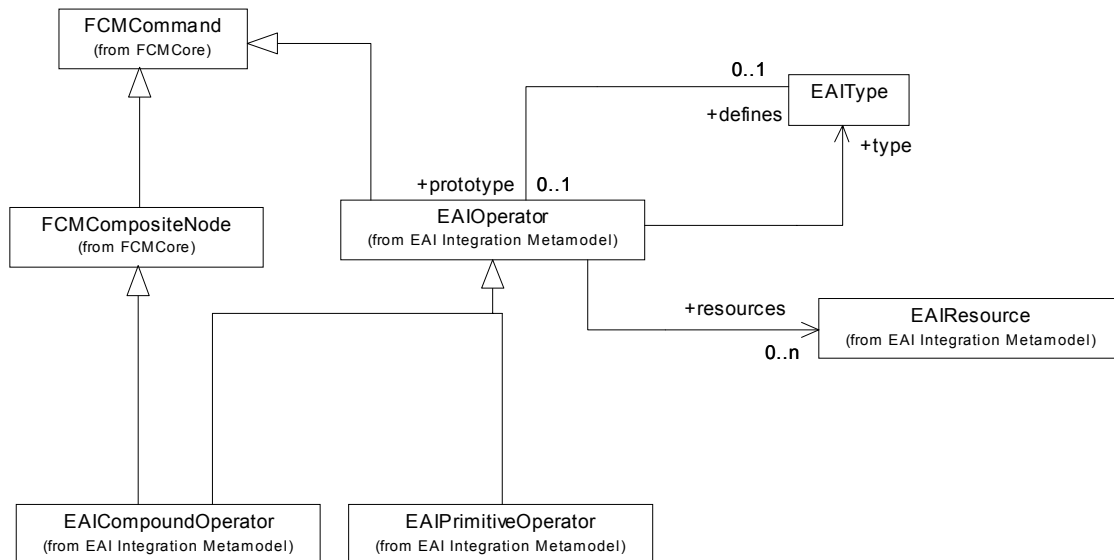 FCMCommand
(from FCMCore)
0..1
EAIType
+defines
+type
+prototype
0..1
FCMCompositeNode
(from FCMCore)
EAIOperator
(from EAI Integration Metamodel)
+resources
0..n
EAIResource
(from EAI Integration Metamodel)
EAICompoundOperator
(from EAI Integration Metamodel)
EAIPrimitiveOperator
(from EAI Integration Metamodel)